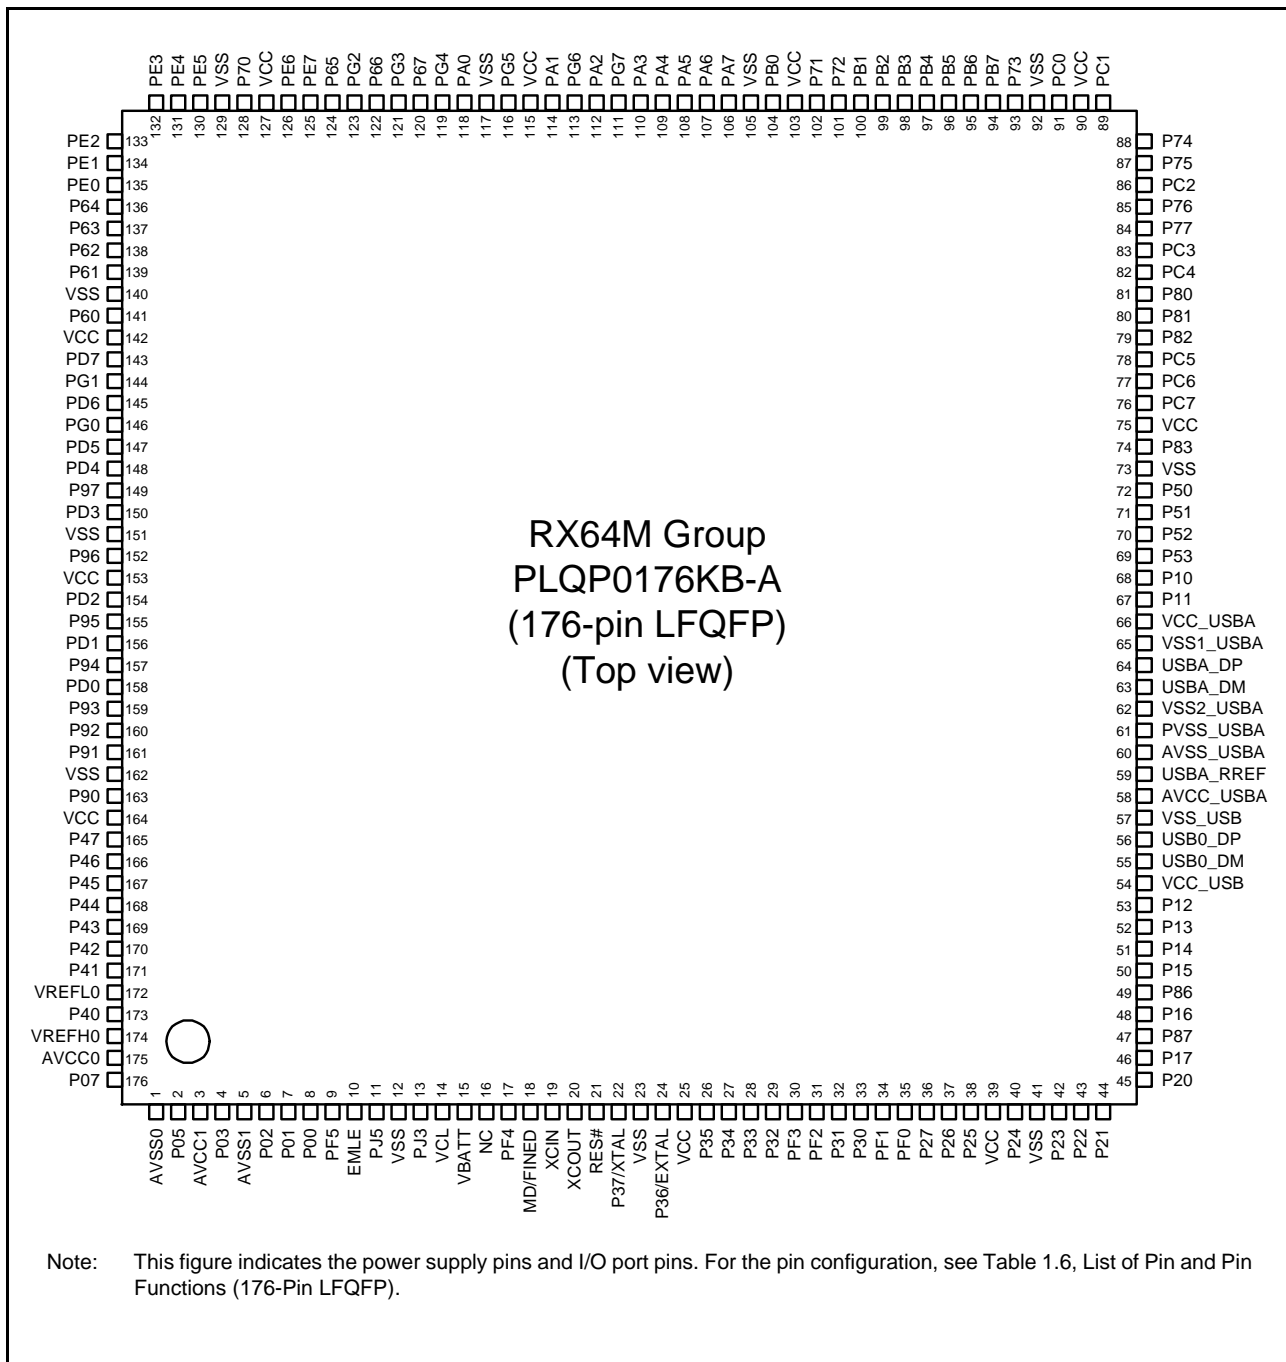 PE3 PE4 PE5 VSS P70 VCC PE6 PE7 P65 PG2 P66 PG3 P67 PG4 PA0 VSS PG5 VCC PA1 PG6 PA2 PG7 PA3 PA4 PA5 PA6 PA7 VSS PB0 VCC P71 P72 PB1 PB2 PB3 PB4 PB5 PB6 PB7 P73 VSS PC0 VCC PC1
132 131 130 129 128 127 126 125 124 123 122 121 120 119 118 117 116 115 114 113 112 111 110 109 108 107 106 105 104 103 102 101 100 99 98 97 96 95 94 93 92 91 90 89
PE2 133 88 P74
PE1 134 87 P75
PE0 135 86 PC2
P64 136 85 P76
P63 137 84 P77
P62 138 83 PC3
P61 139 82 PC4
VSS 140 81 P80
P60 141 80 P81
VCC 142 79 P82
PD7 143 78 PC5
PG1 144 77 PC6
PD6 145 76 PC7
PG0 146 75 VCC
PD5 147 74 P83
PD4 148 73 VSS
P97 149 72 P50
PD3 150 71 P51
VSS 151 70 P52
P96 152 69 P53
VCC 153 68 P10
PD2 154 67 P11
P95 155 66 VCC_USBA
PD1 156 65 VSS1_USBA
P94 157 64 USBA_DP
PD0 158 63 USBA_DM
P93 159 62 VSS2_USBA
P92 160 61 PVSS_USBA
P91 161 60 AVSS_USBA
VSS 162 59 USBA_RREF
P90 163 58 AVCC_USBA
VCC 164 57 VSS_USB
P47 165 56 USB0_DP
P46 166 55 USB0_DM
P45 167 54 VCC_USB
P44 168 53 P12
P43 169 52 P13
P42 170 51 P14
P41 171 50 P15
VREFL0 172 49 P86
P40 173 48 P16
VREFH0 174 47 P87
AVCC0 175 46 P17
P07 176 45 P20
RX64M Group
PLQP0176KB-A
(176-pin LFQFP)
(Top view)
1 2 3 4 5 6 7 8 9 10 11 12 13 14 15 16 17 18 19 20 21 22 23 24 25 26 27 28 29 30 31 32 33 34 35 36 37 38 39 40 41 42 43 44
AVSS0 P05 AVCC1 P03 AVSS1 P02 P01 P00 PF5 EMLE PJ5 VSS PJ3 VCL VBATT NC PF4 MD/FINED XCIN XCOUT RES# P37/XTAL VSS P36/EXTAL VCC P35 P34 P33 P32 PF3 PF2 P31 P30 PF1 PF0 P27 P26 P25 VCC P24 VSS P23 P22 P21
Note: This figure indicates the power supply pins and I/O port pins. For the pin configuration, see Table 1.6, List of Pin and Pin
Functions (176-Pin LFQFP).